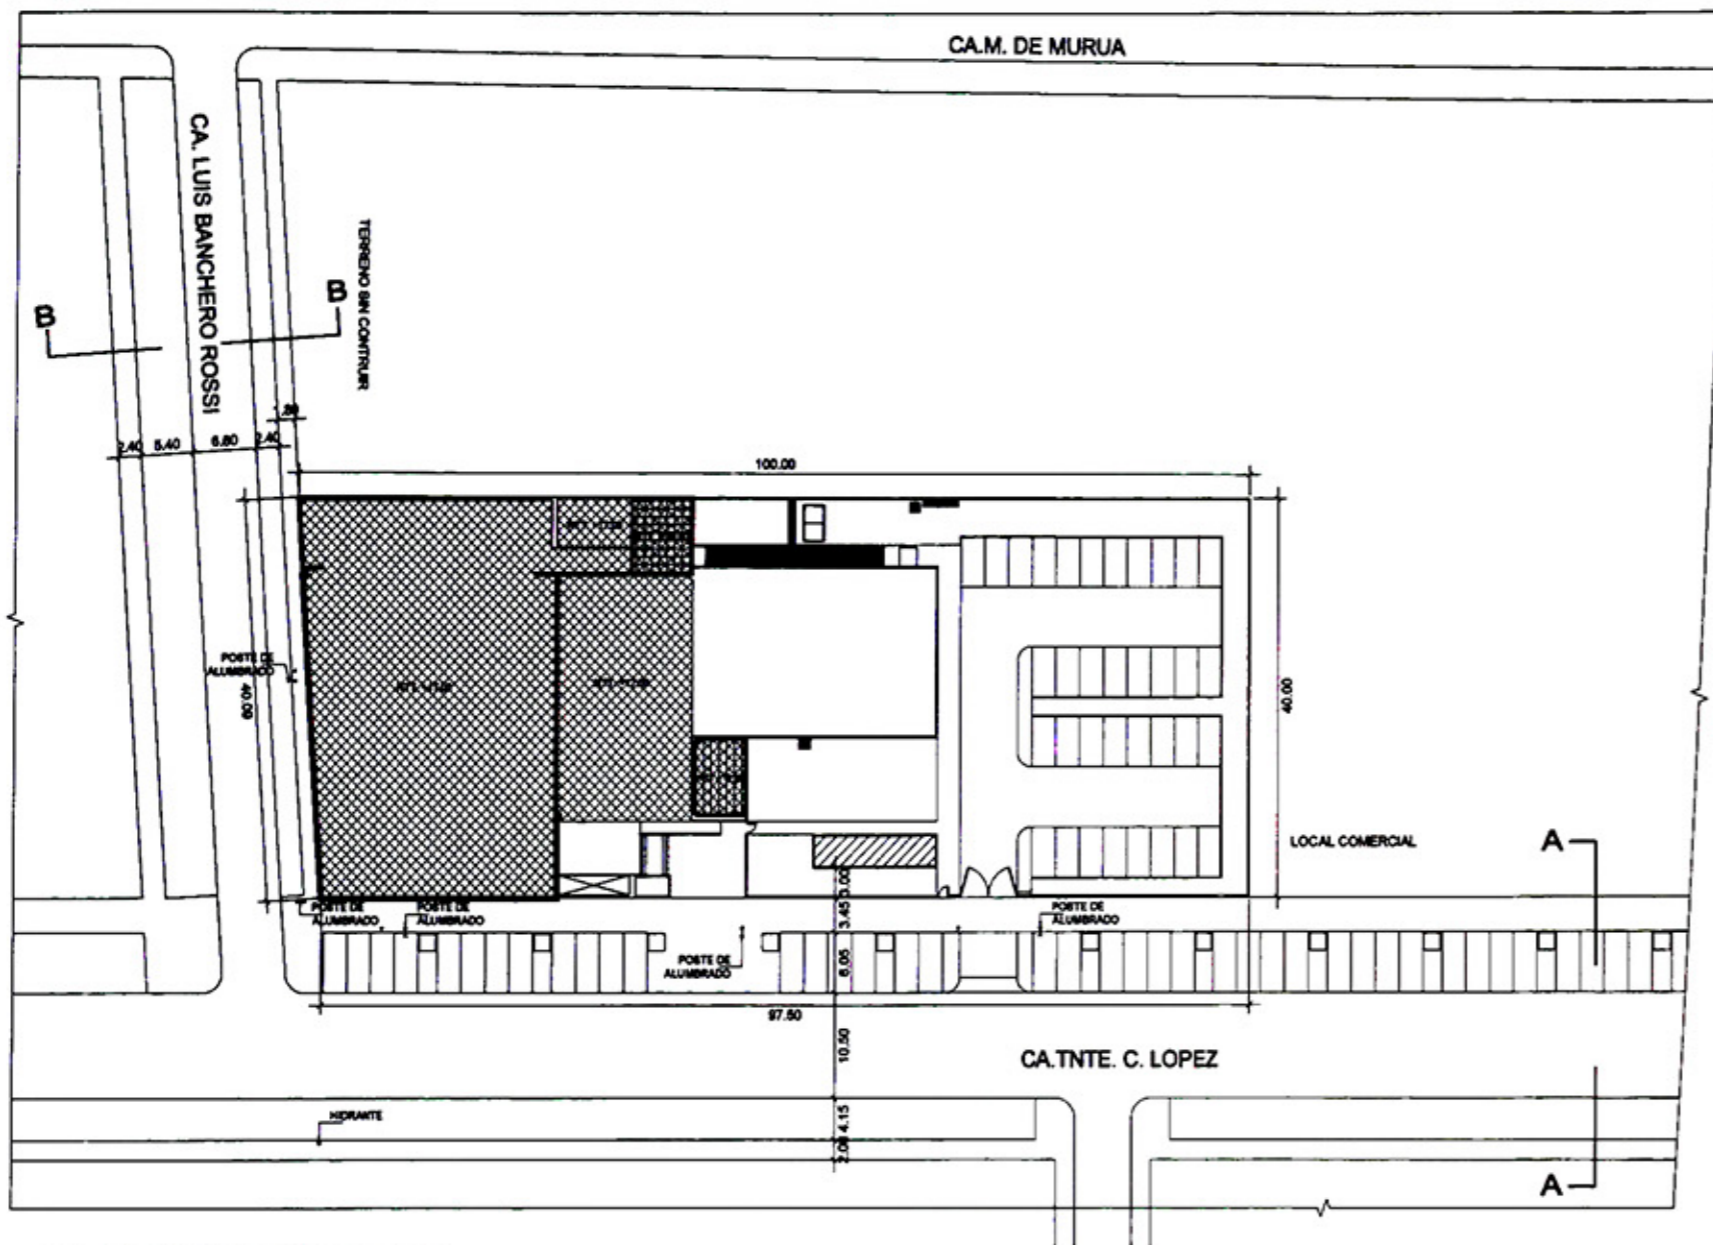 CA.M. DE MURUA
CA. LUIS BANCHERO ROSSI
TERRENO SIN CONTRUIR
B
B
2.40
5.40
6.80
2.40
100.00
40.09
40.00
POSTE DE
ALUMBRADO
LOCAL COMERCIAL
A
POSTE DE
ALUMBRADO
POSTE DE
ALUMBRADO
POSTE DE
ALUMBRADO
POSTE DE
ALUMBRADO
3.00
3.45
6.05
97.50
10.50
CA.TNTE. C. LOPEZ
HIDRANTE
4.15
2.00
A